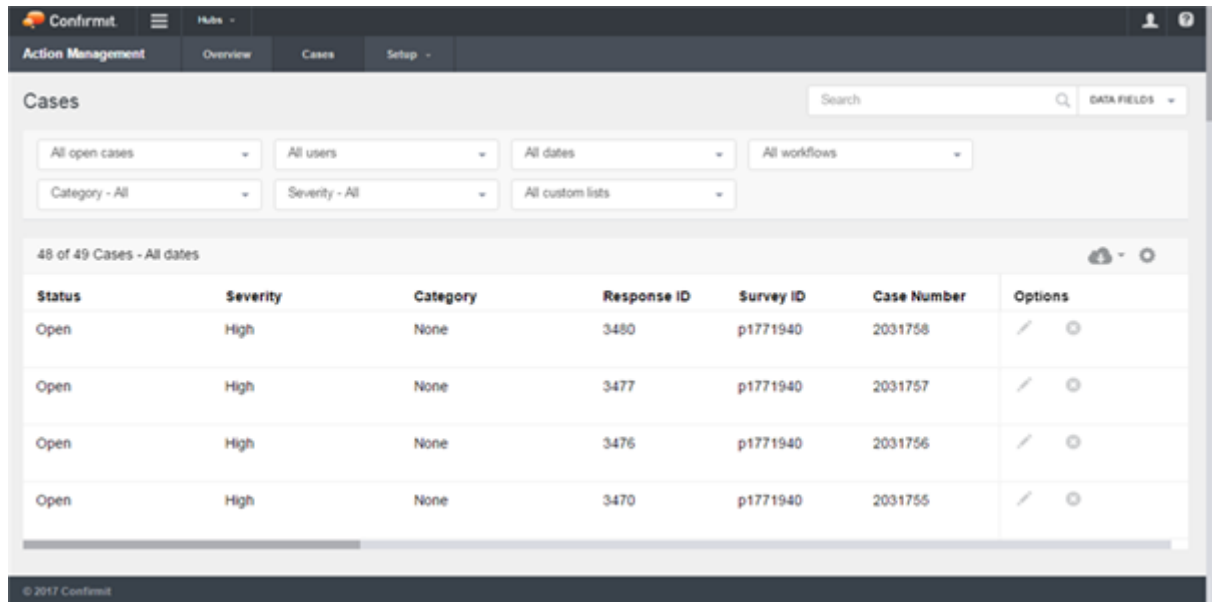 Confirmit Hubs
Action Management Overview Cases Setup
Cases Search DATA FIELDS
All open cases All users All dates All workflows
Category - All Severity - All All custom lists
48 of 49 Cases - All dates
Status Severity Category Response ID Survey ID Case Number Options
Open High None 3480 p1771940 2031758
Open High None 3477 p1771940 2031757
Open High None 3476 p1771940 2031756
Open High None 3470 p1771940 2031755
© 2017 Confirmit